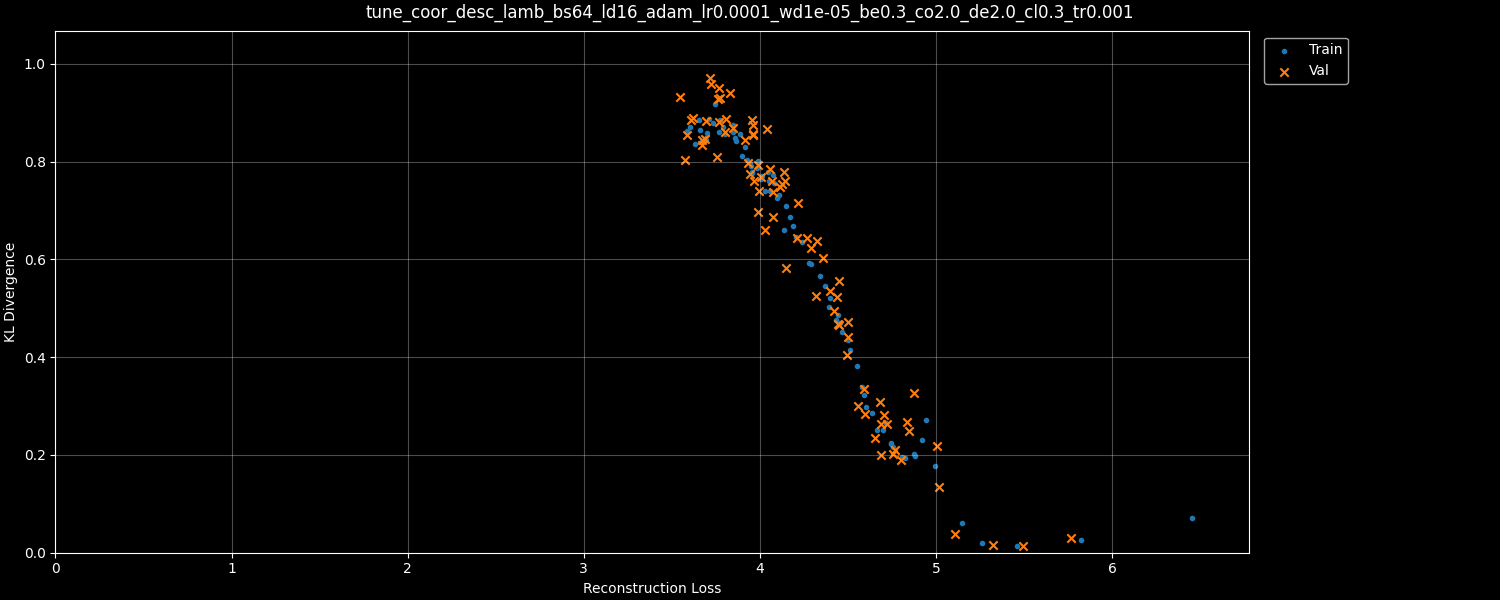 tune_coor_desc_lamb_bs64_ld16_adam_lr0.0001_wd1e-05_be0.3_co2.0_de2.0_cl0.3_tr0.001
Train
Val
1.0
0.8
0.6
0.4
0.2
0.0
KL Divergence
0 1 2 3 4 5 6
Reconstruction Loss